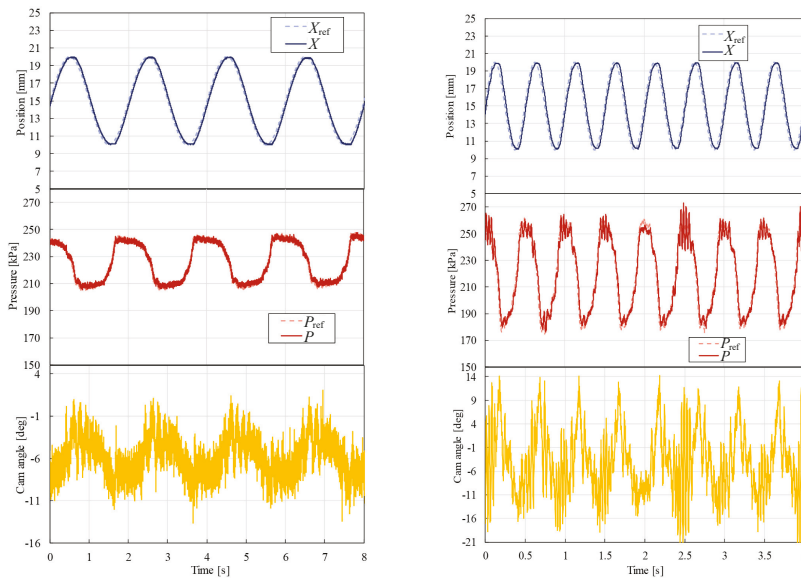 25
23
21
19
17
15
13
11
9
7
5
Position [mm]
Xref
X
270
250
230
210
190
170
150
Pressure [kPa]
Pref
P
4
-1
-6
-11
-16
Cam angle [deg]
0 1 2 3 4 5 6 7 8
Time [s]
25
23
21
19
17
15
13
11
9
7
5
Position [mm]
Xref
X
270
250
230
210
190
170
150
Pressure [kPa]
Pref
P
14
9
4
-1
-6
-11
-16
-21
Cam angle [deg]
0 0.5 1 1.5 2 2.5 3 3.5
Time [s]